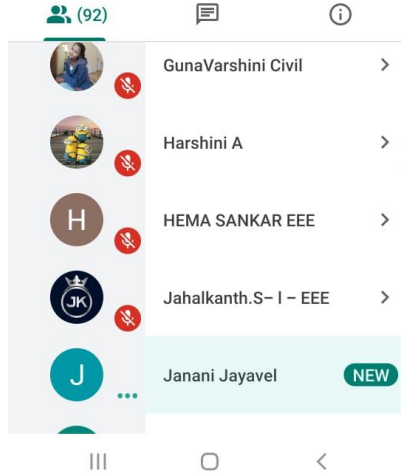 (92)
GunaVarshini Civil
Harshini A
H
HEMA SANKAR EEE
JK
Jahalkanth.S– l – EEE
J
Janani Jayavel
NEW